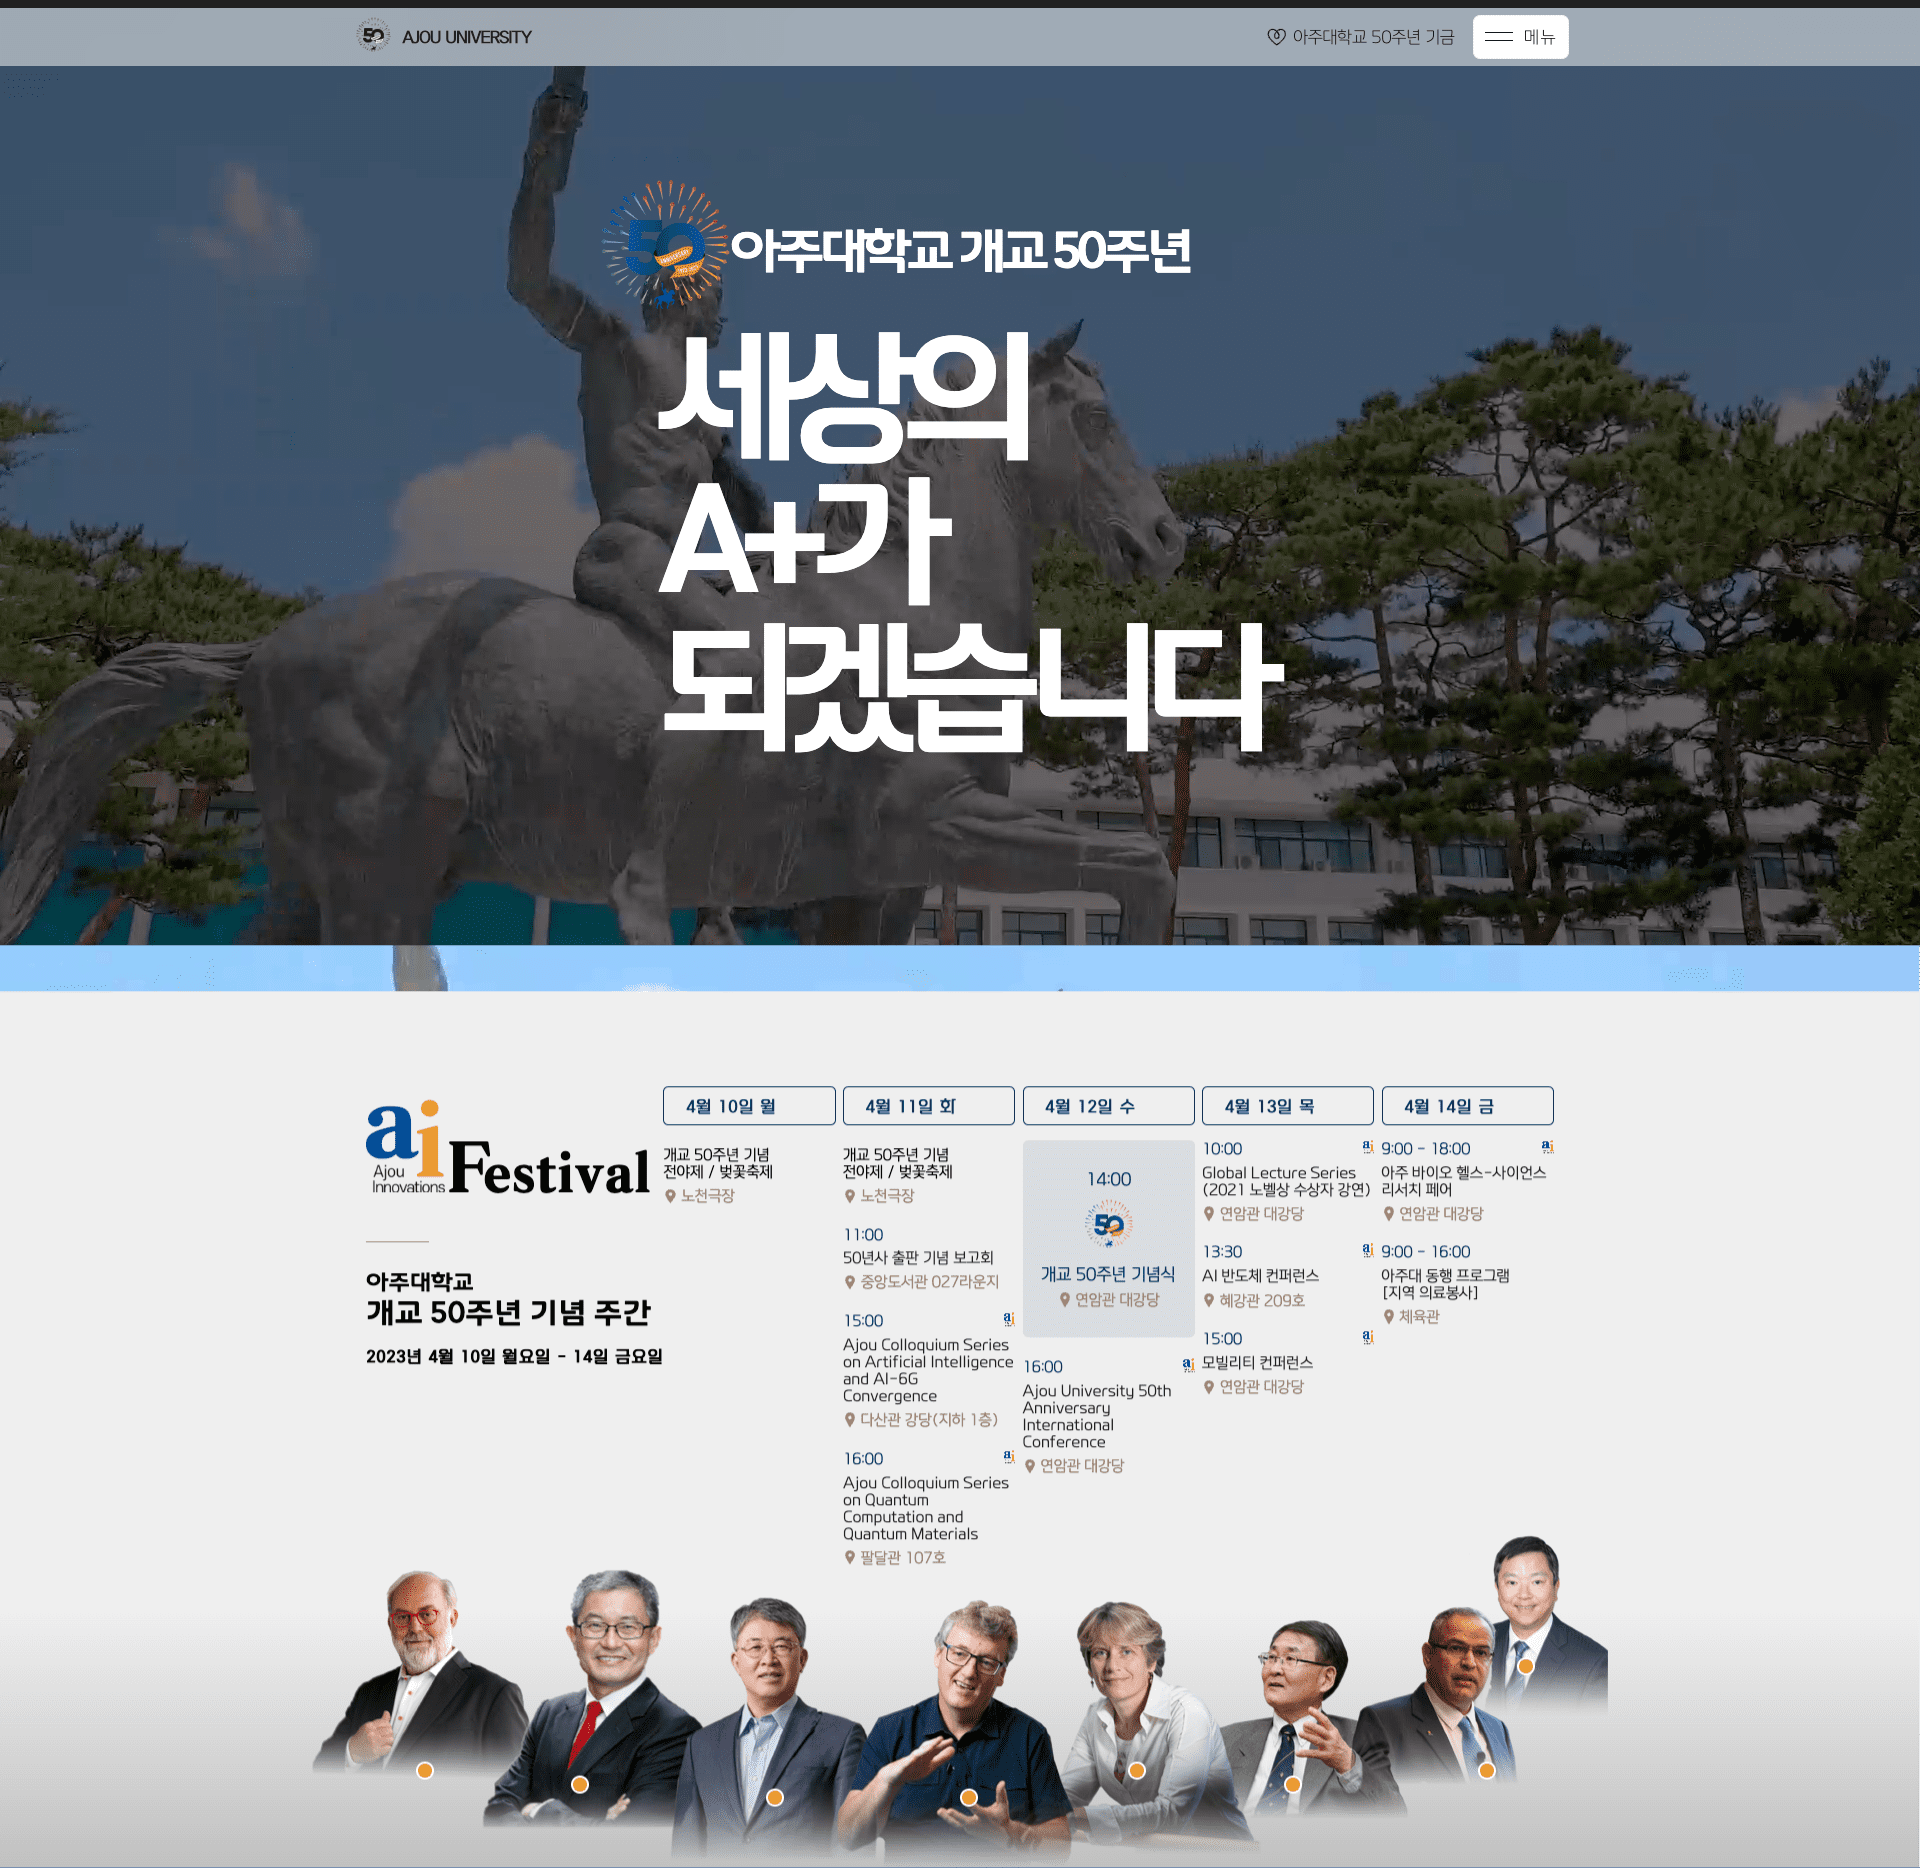 50
AJOU UNIVERSITY
아주대학교 50주년 기금
메뉴
50
ANNIVERSARY
아주대학교 개교 50주년
세상의
A+가
되겠습니다
ai Festival
Ajou
Innovations
아주대학교
개교 50주년 기념 주간
2023년 4월 10일 월요일 - 14일 금요일
4월 10일 월
개교 50주년 기념
전야제 / 벚꽃축제
노천극장
4월 11일 화
개교 50주년 기념
전야제 / 벚꽃축제
노천극장
11:00
50년사 출판 기념 보고회
중앙도서관 027라운지
15:00
ai
Ajou Colloquium Series
on Artificial Intelligence
and AI-6G
Convergence
다산관 강당(지하 1층)
16:00
ai
Ajou Colloquium Series
on Quantum
Computation and
Quantum Materials
팔달관 107호
4월 12일 수
14:00
50
개교 50주년 기념식
연암관 대강당
16:00
ai
Ajou University 50th
Anniversary
International
Conference
연암관 대강당
4월 13일 목
10:00
ai
Global Lecture Series
(2021 노벨상 수상자 강연)
연암관 대강당
13:30
ai
AI 반도체 컨퍼런스
혜강관 209호
15:00
ai
모빌리티 컨퍼런스
연암관 대강당
4월 14일 금
9:00 - 18:00
ai
아주 바이오 헬스-사이언스
리서치 페어
연암관 대강당
9:00 - 16:00
아주대 동행 프로그램
[지역 의료봉사]
체육관